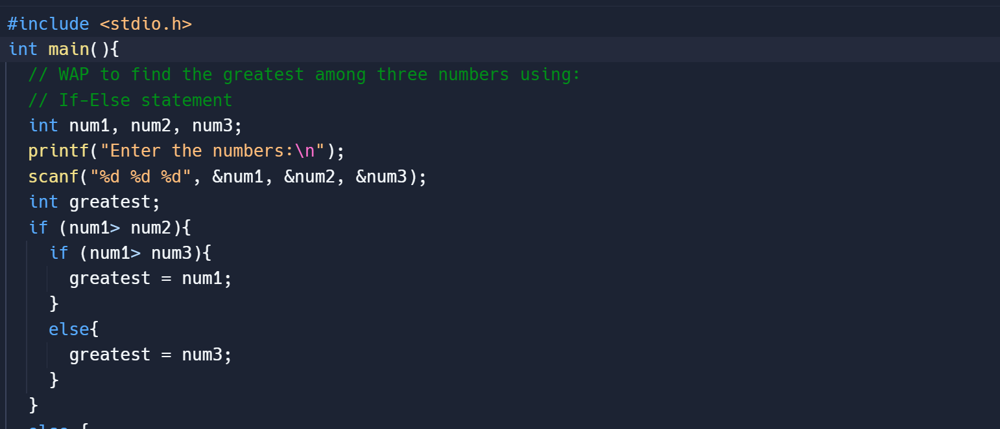 #include <stdio.h>
int main(){
// WAP to find the greatest among three numbers using:
// If-Else statement
int num1, num2, num3;
printf("Enter the numbers:\n");
scanf("%d %d %d", &num1, &num2, &num3);
int greatest;
if (num1> num2){
if (num1> num3){
greatest = num1;
}
else{
greatest = num3;
}
}
else {